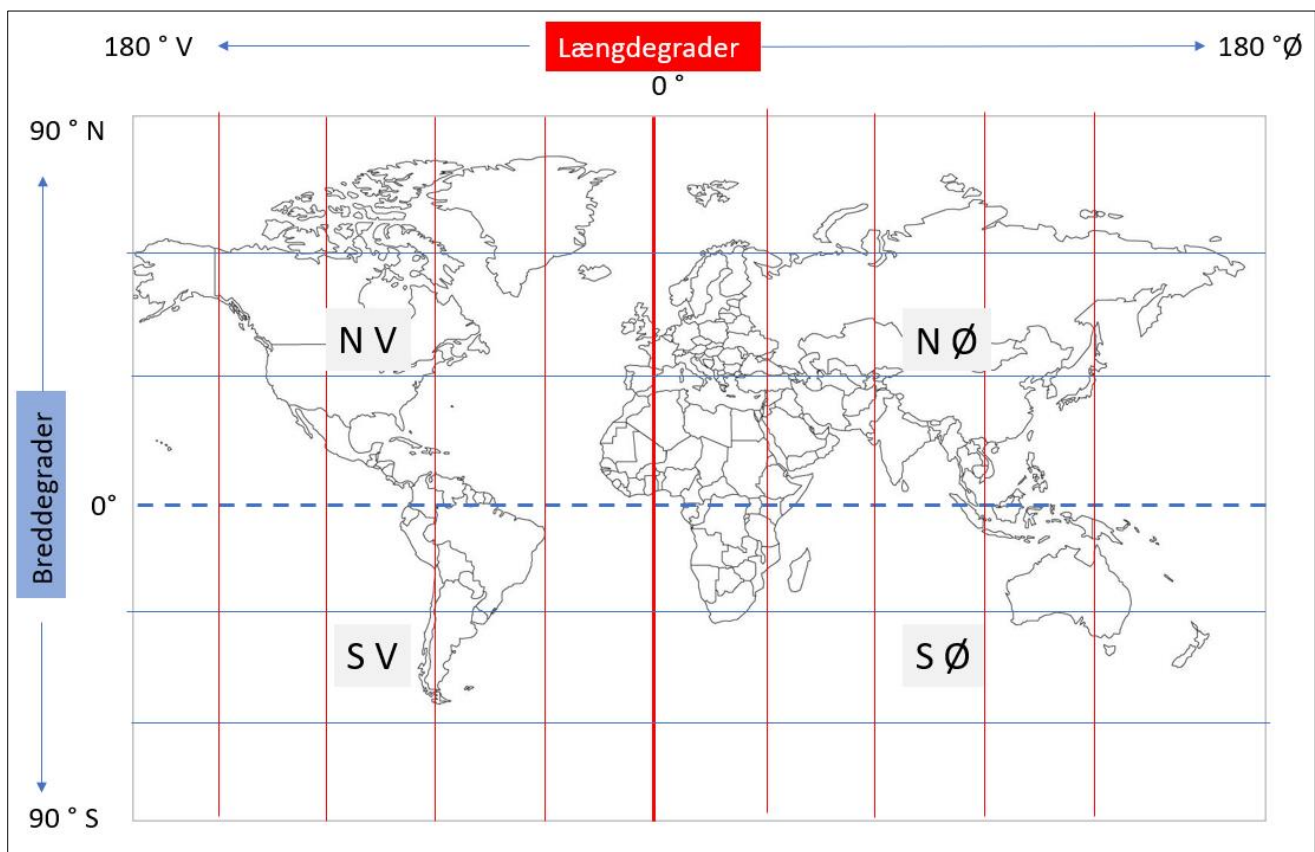 180 ° V
Længdegrader
180 °Ø
0 °
90 ° N
N V
N Ø
Breddegrader
0°
S V
S Ø
90 ° S